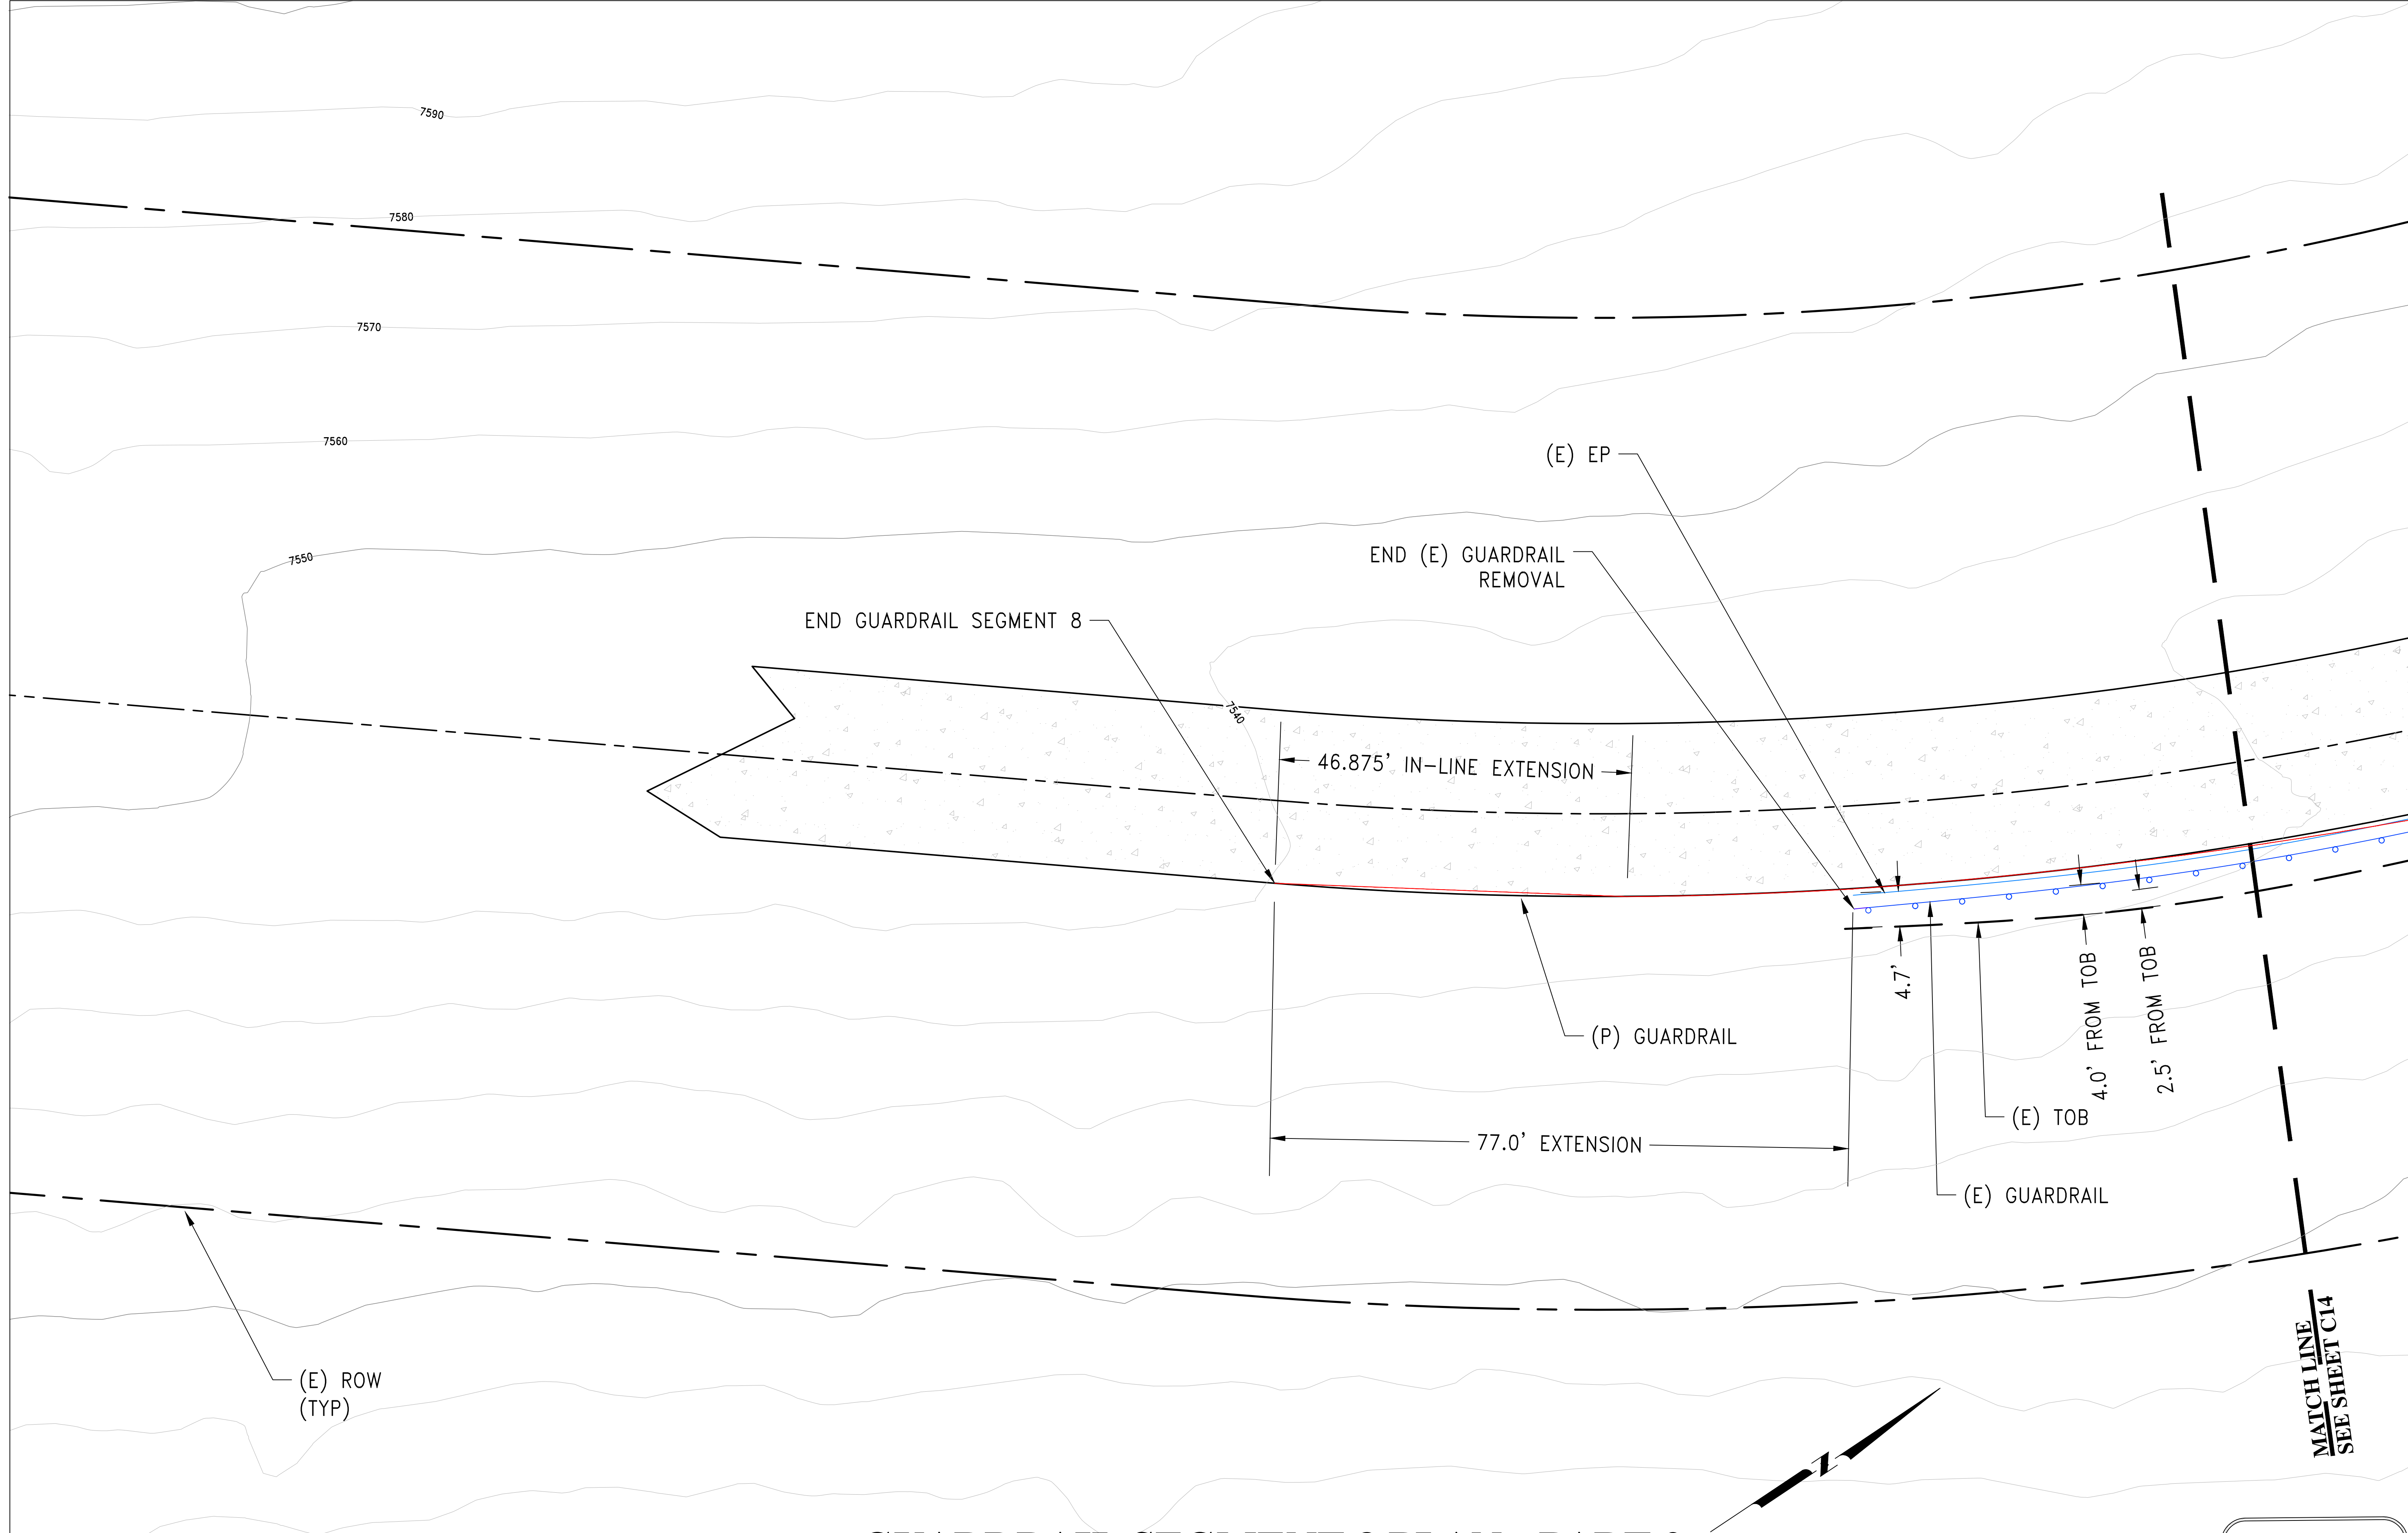 7590
7580
7570
7560
(E) EP
7550
END (E) GUARDRAIL
REMOVAL
END GUARDRAIL SEGMENT 8
7540
46.875' IN-LINE EXTENSION
4.7'
4.0' FROM TOB
2.5' FROM TOB
(P) GUARDRAIL
(E) TOB
77.0' EXTENSION
(E) GUARDRAIL
(E) ROW
(TYP)
MATCH LINE
SEE SHEET C14
N